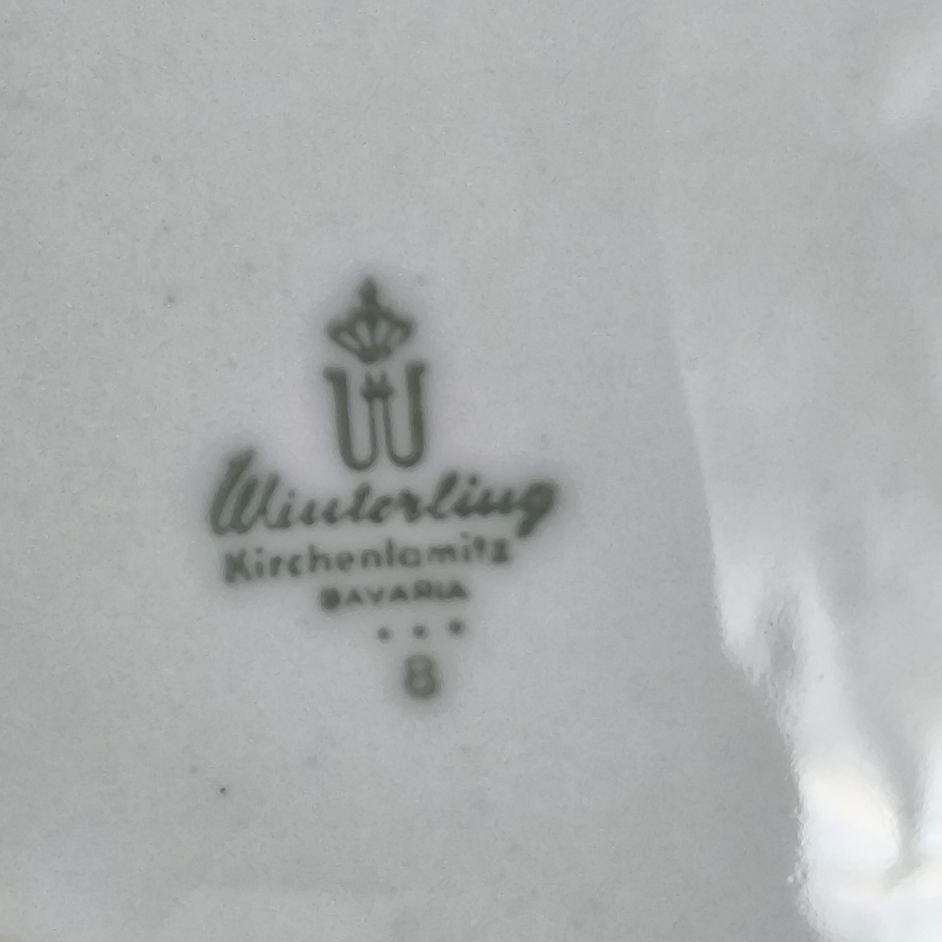 W
Winterling
Kirchenlamitz
BAVARIA
...
8